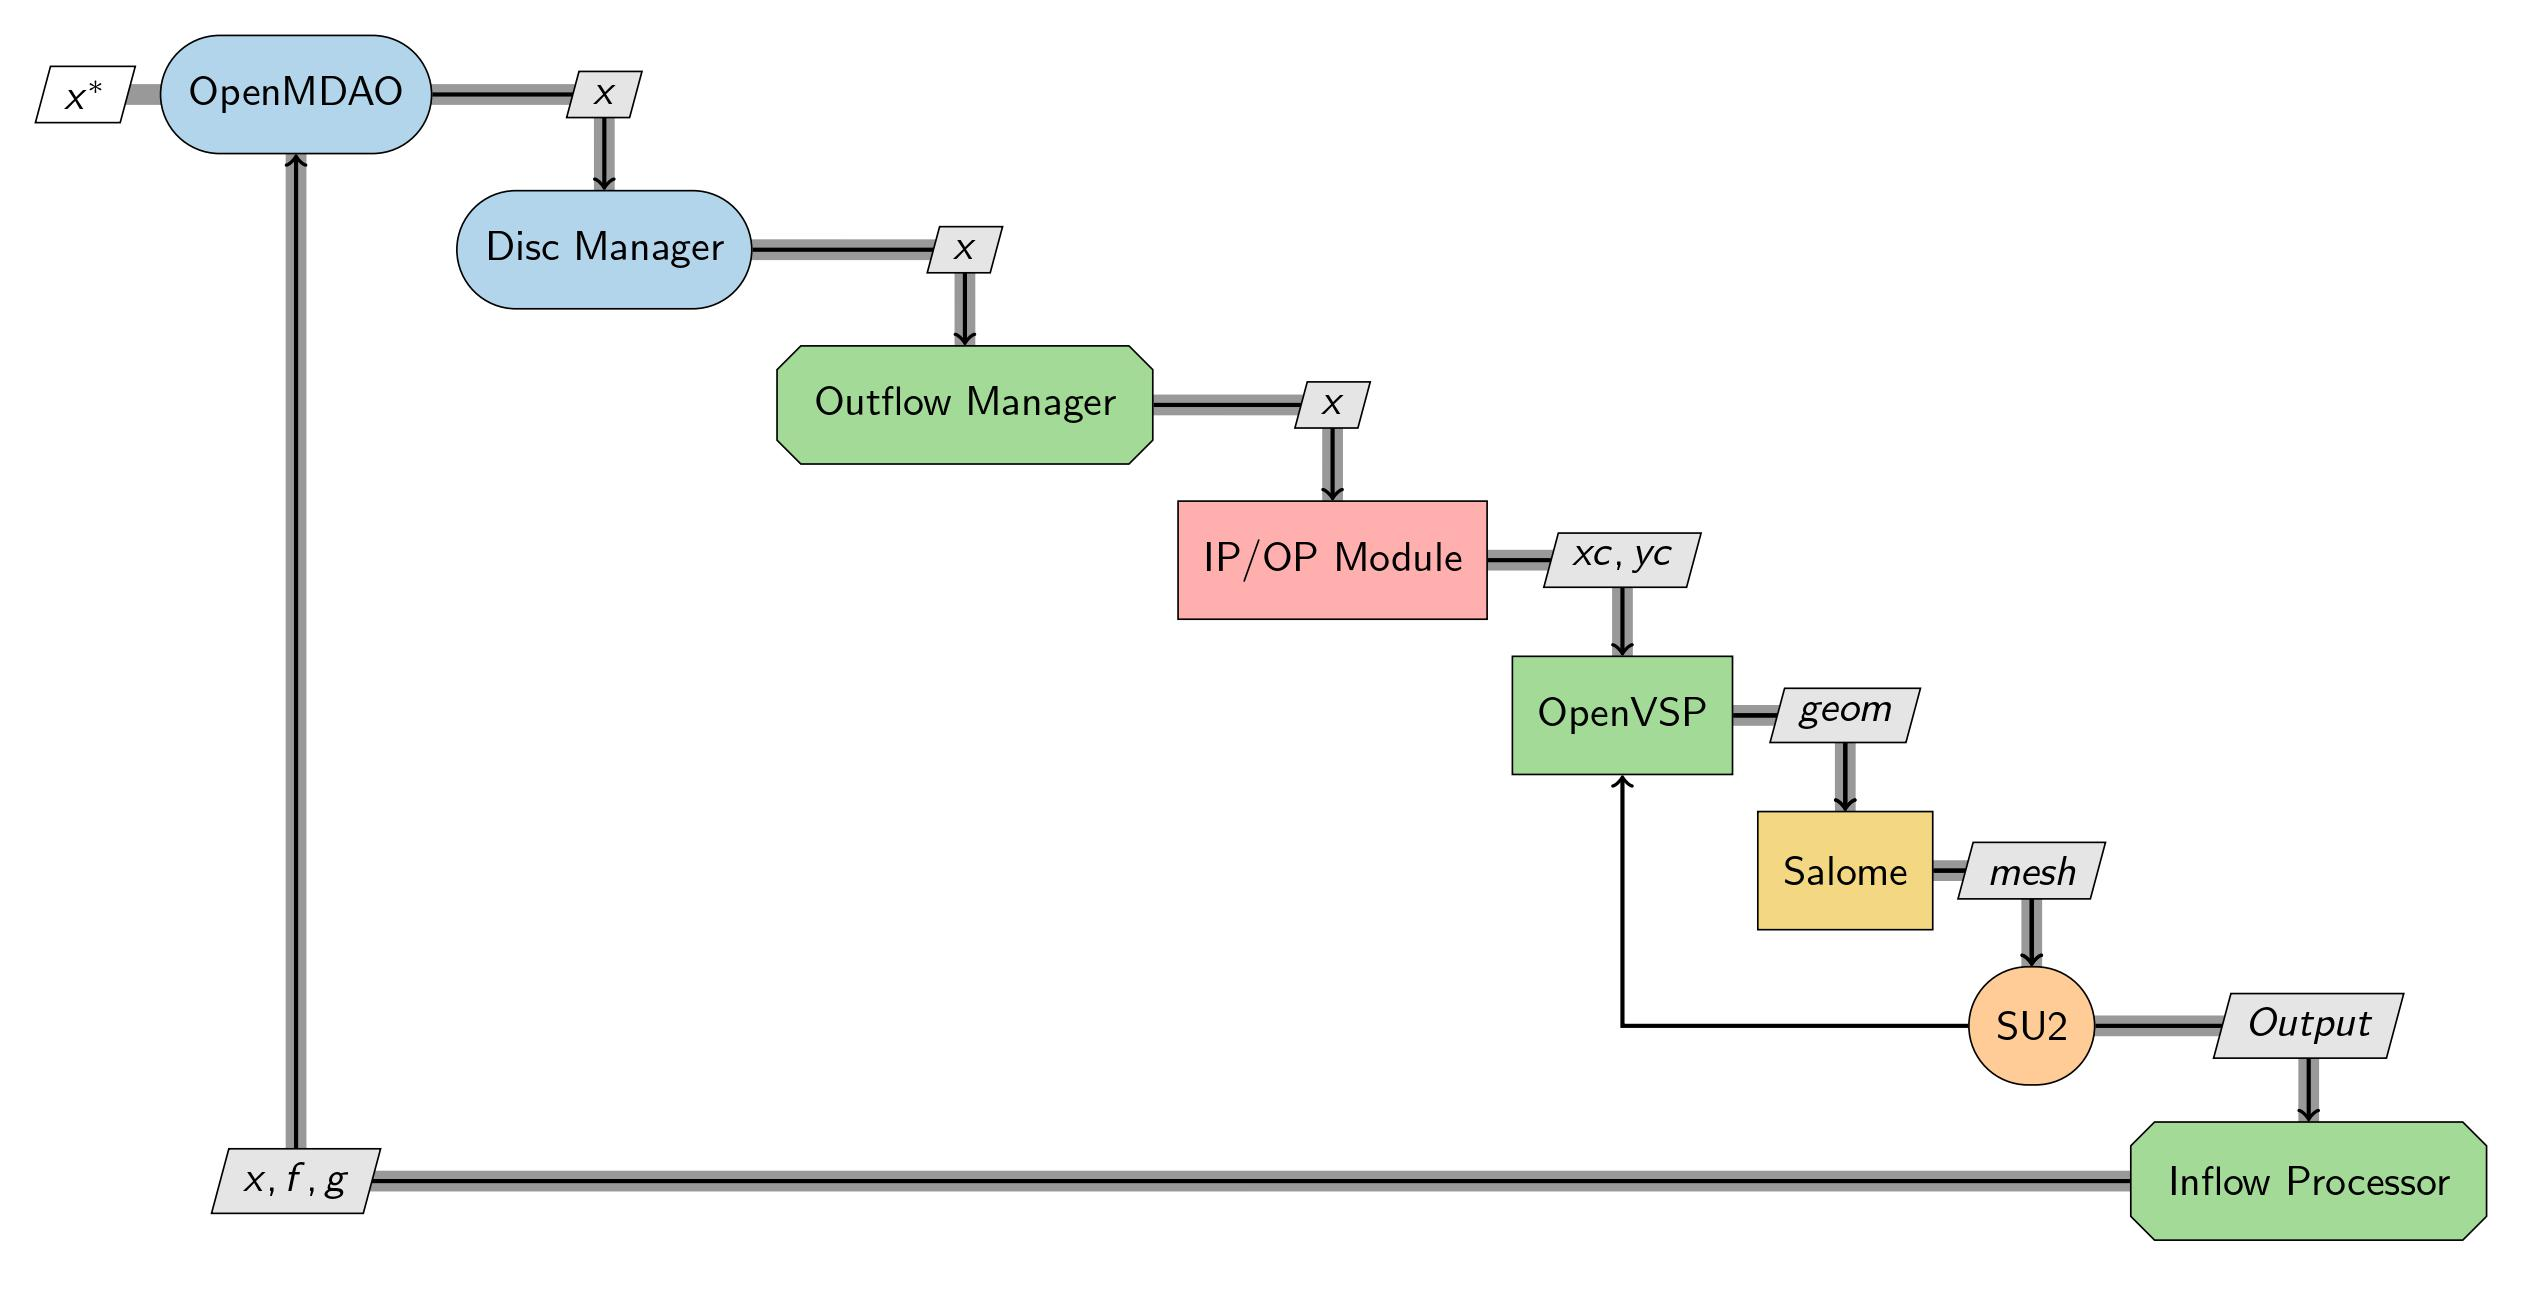 x*
OpenMDAO
x
Disc Manager
x
Outflow Manager
x
IP/OP Module
xc, yc
OpenVSP
geom
Salome
mesh
SU2
Output
x, f, g
Inflow Processor